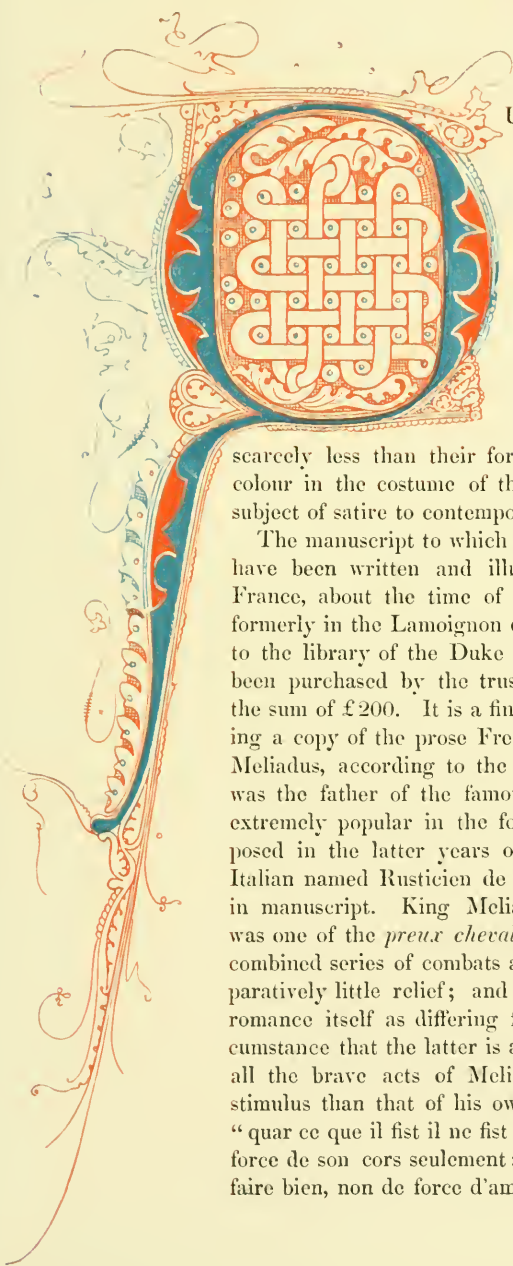 QU
scarcely less than their for
colour in the costume of th
subject of satire to contempo
The manuscript to which
have been written and illu
France, about the time of
formerly in the Lamoignon c
to the library of the Duke
been purchased by the trus
the sum of £200. It is a fin
ing a copy of the prose Fre
Meliadus, according to the
was the father of the famo
extremely popular in the fo
posed in the latter years o
Italian named Rusticien de
in manuscript. King Melia
was one of the preux cheval
combined series of combats a
paratively little relief; and
romance itself as differing f
cumstance that the latter is a
all the brave acts of Meli
stimulus than that of his ow
“ quar ce que il fist il ne fist
force de son cors seulement :
faire bien, non de force d'am